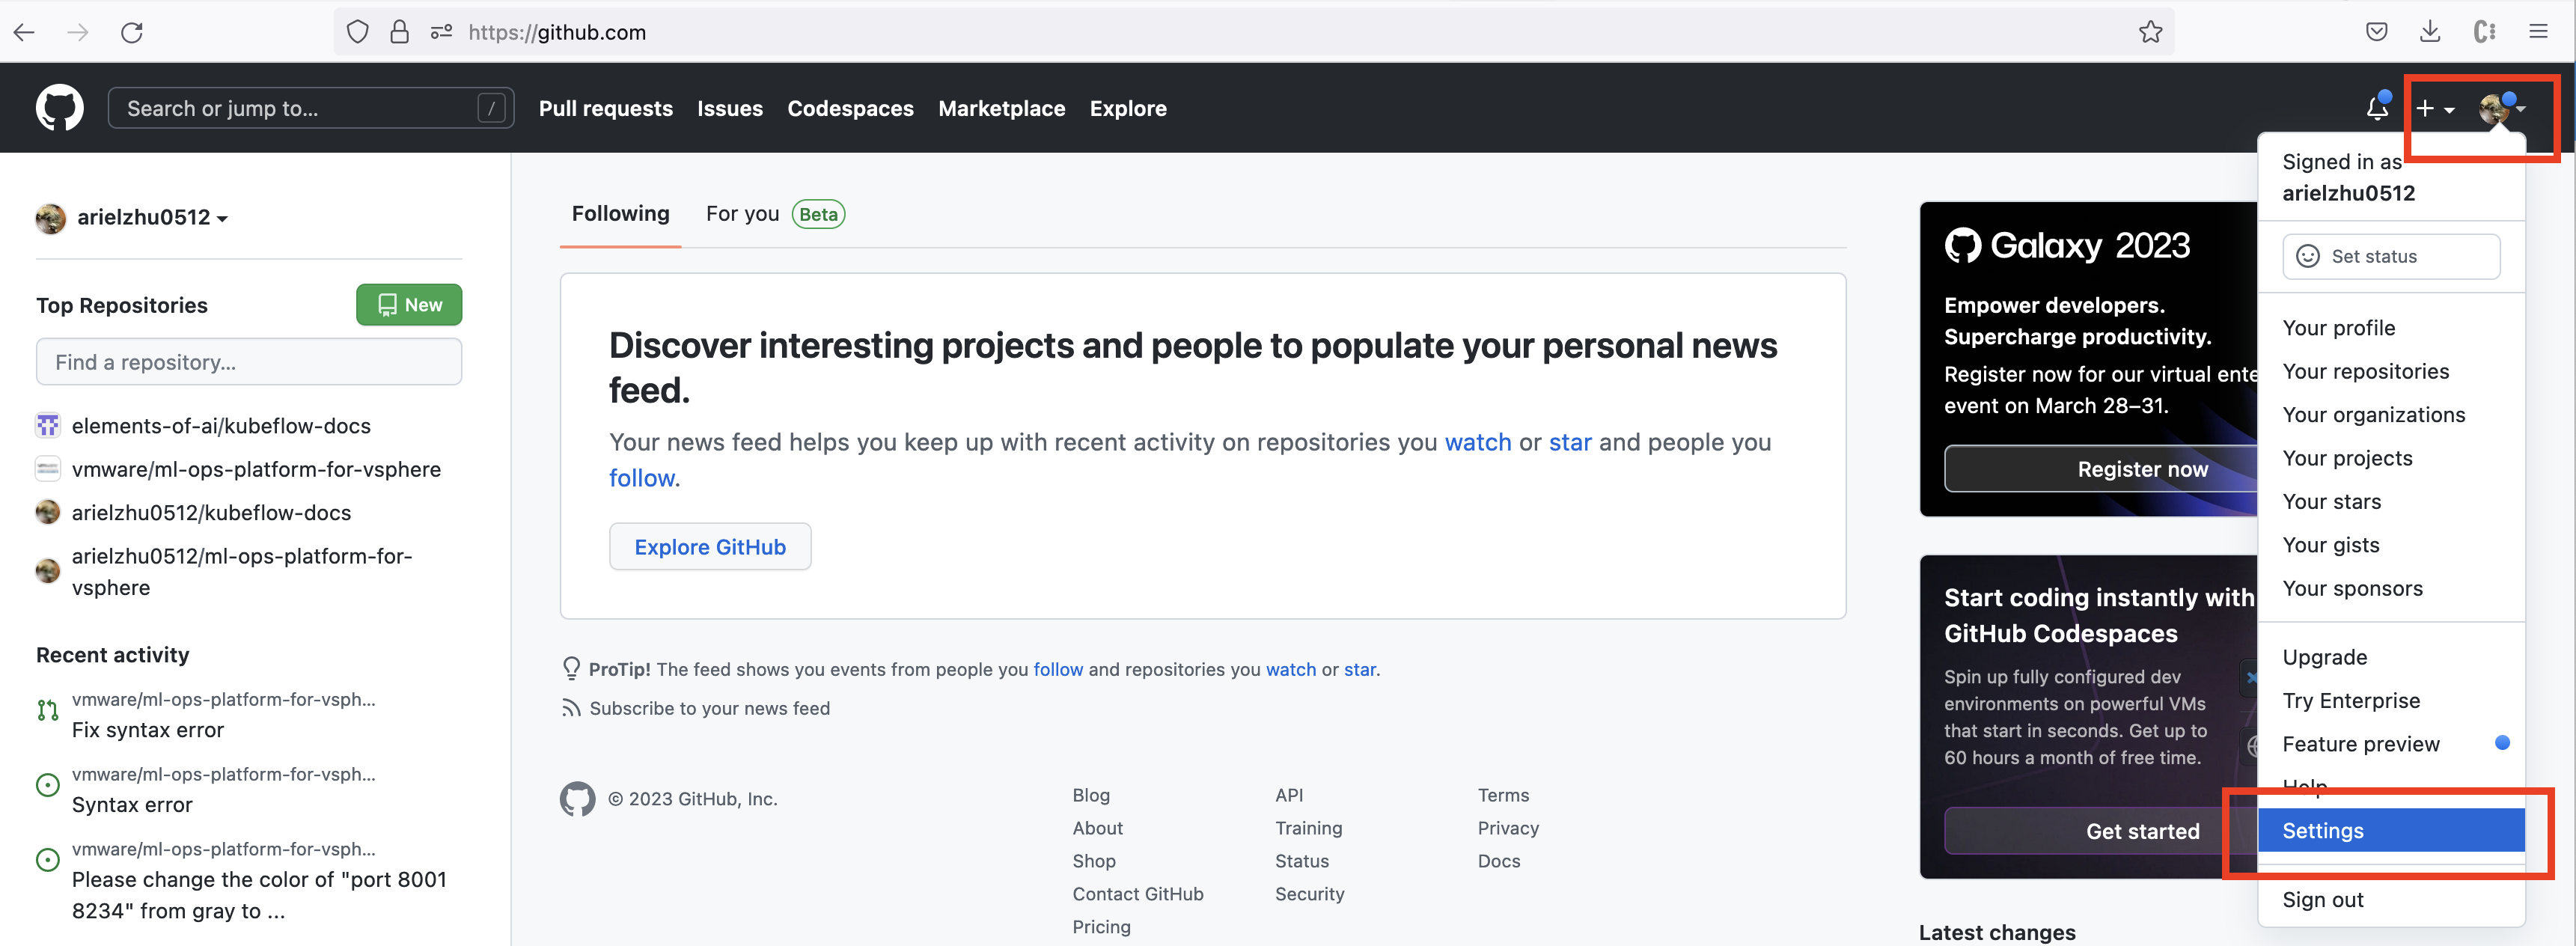 https://github.com
Search or jump to... /
Pull requests Issues Codespaces Marketplace Explore
arielzhu0512
Top Repositories
New
Find a repository...
elements-of-ai/kubeflow-docs
vmware/ml-ops-platform-for-vsphere
arielzhu0512/kubeflow-docs
arielzhu0512/ml-ops-platform-for-
vsphere
Recent activity
vmware/ml-ops-platform-for-vsph...
Fix syntax error
vmware/ml-ops-platform-for-vsph...
Syntax error
vmware/ml-ops-platform-for-vsph...
Please change the color of "port 8001
8234" from gray to ...
Following For you Beta
Discover interesting projects and people to populate your personal news
feed.
Your news feed helps you keep up with recent activity on repositories you watch or star and people you
follow.
Explore GitHub
ProTip! The feed shows you events from people you follow and repositories you watch or star.
Subscribe to your news feed
© 2023 GitHub, Inc.
Blog
About
Shop
Contact GitHub
Pricing
API
Training
Status
Security
Terms
Privacy
Docs
Galaxy 2023
Empower developers.
Supercharge productivity.
Register now for our virtual ente
event on March 28–31.
Register now
Start coding instantly with
GitHub Codespaces
Spin up fully configured dev
environments on powerful VMs
that start in seconds. Get up to
60 hours a month of free time.
Get started
Latest changes
Signed in as
arielzhu0512
Set status
Your profile
Your repositories
Your organizations
Your projects
Your stars
Your gists
Your sponsors
Upgrade
Try Enterprise
Feature preview
Help
Settings
Sign out